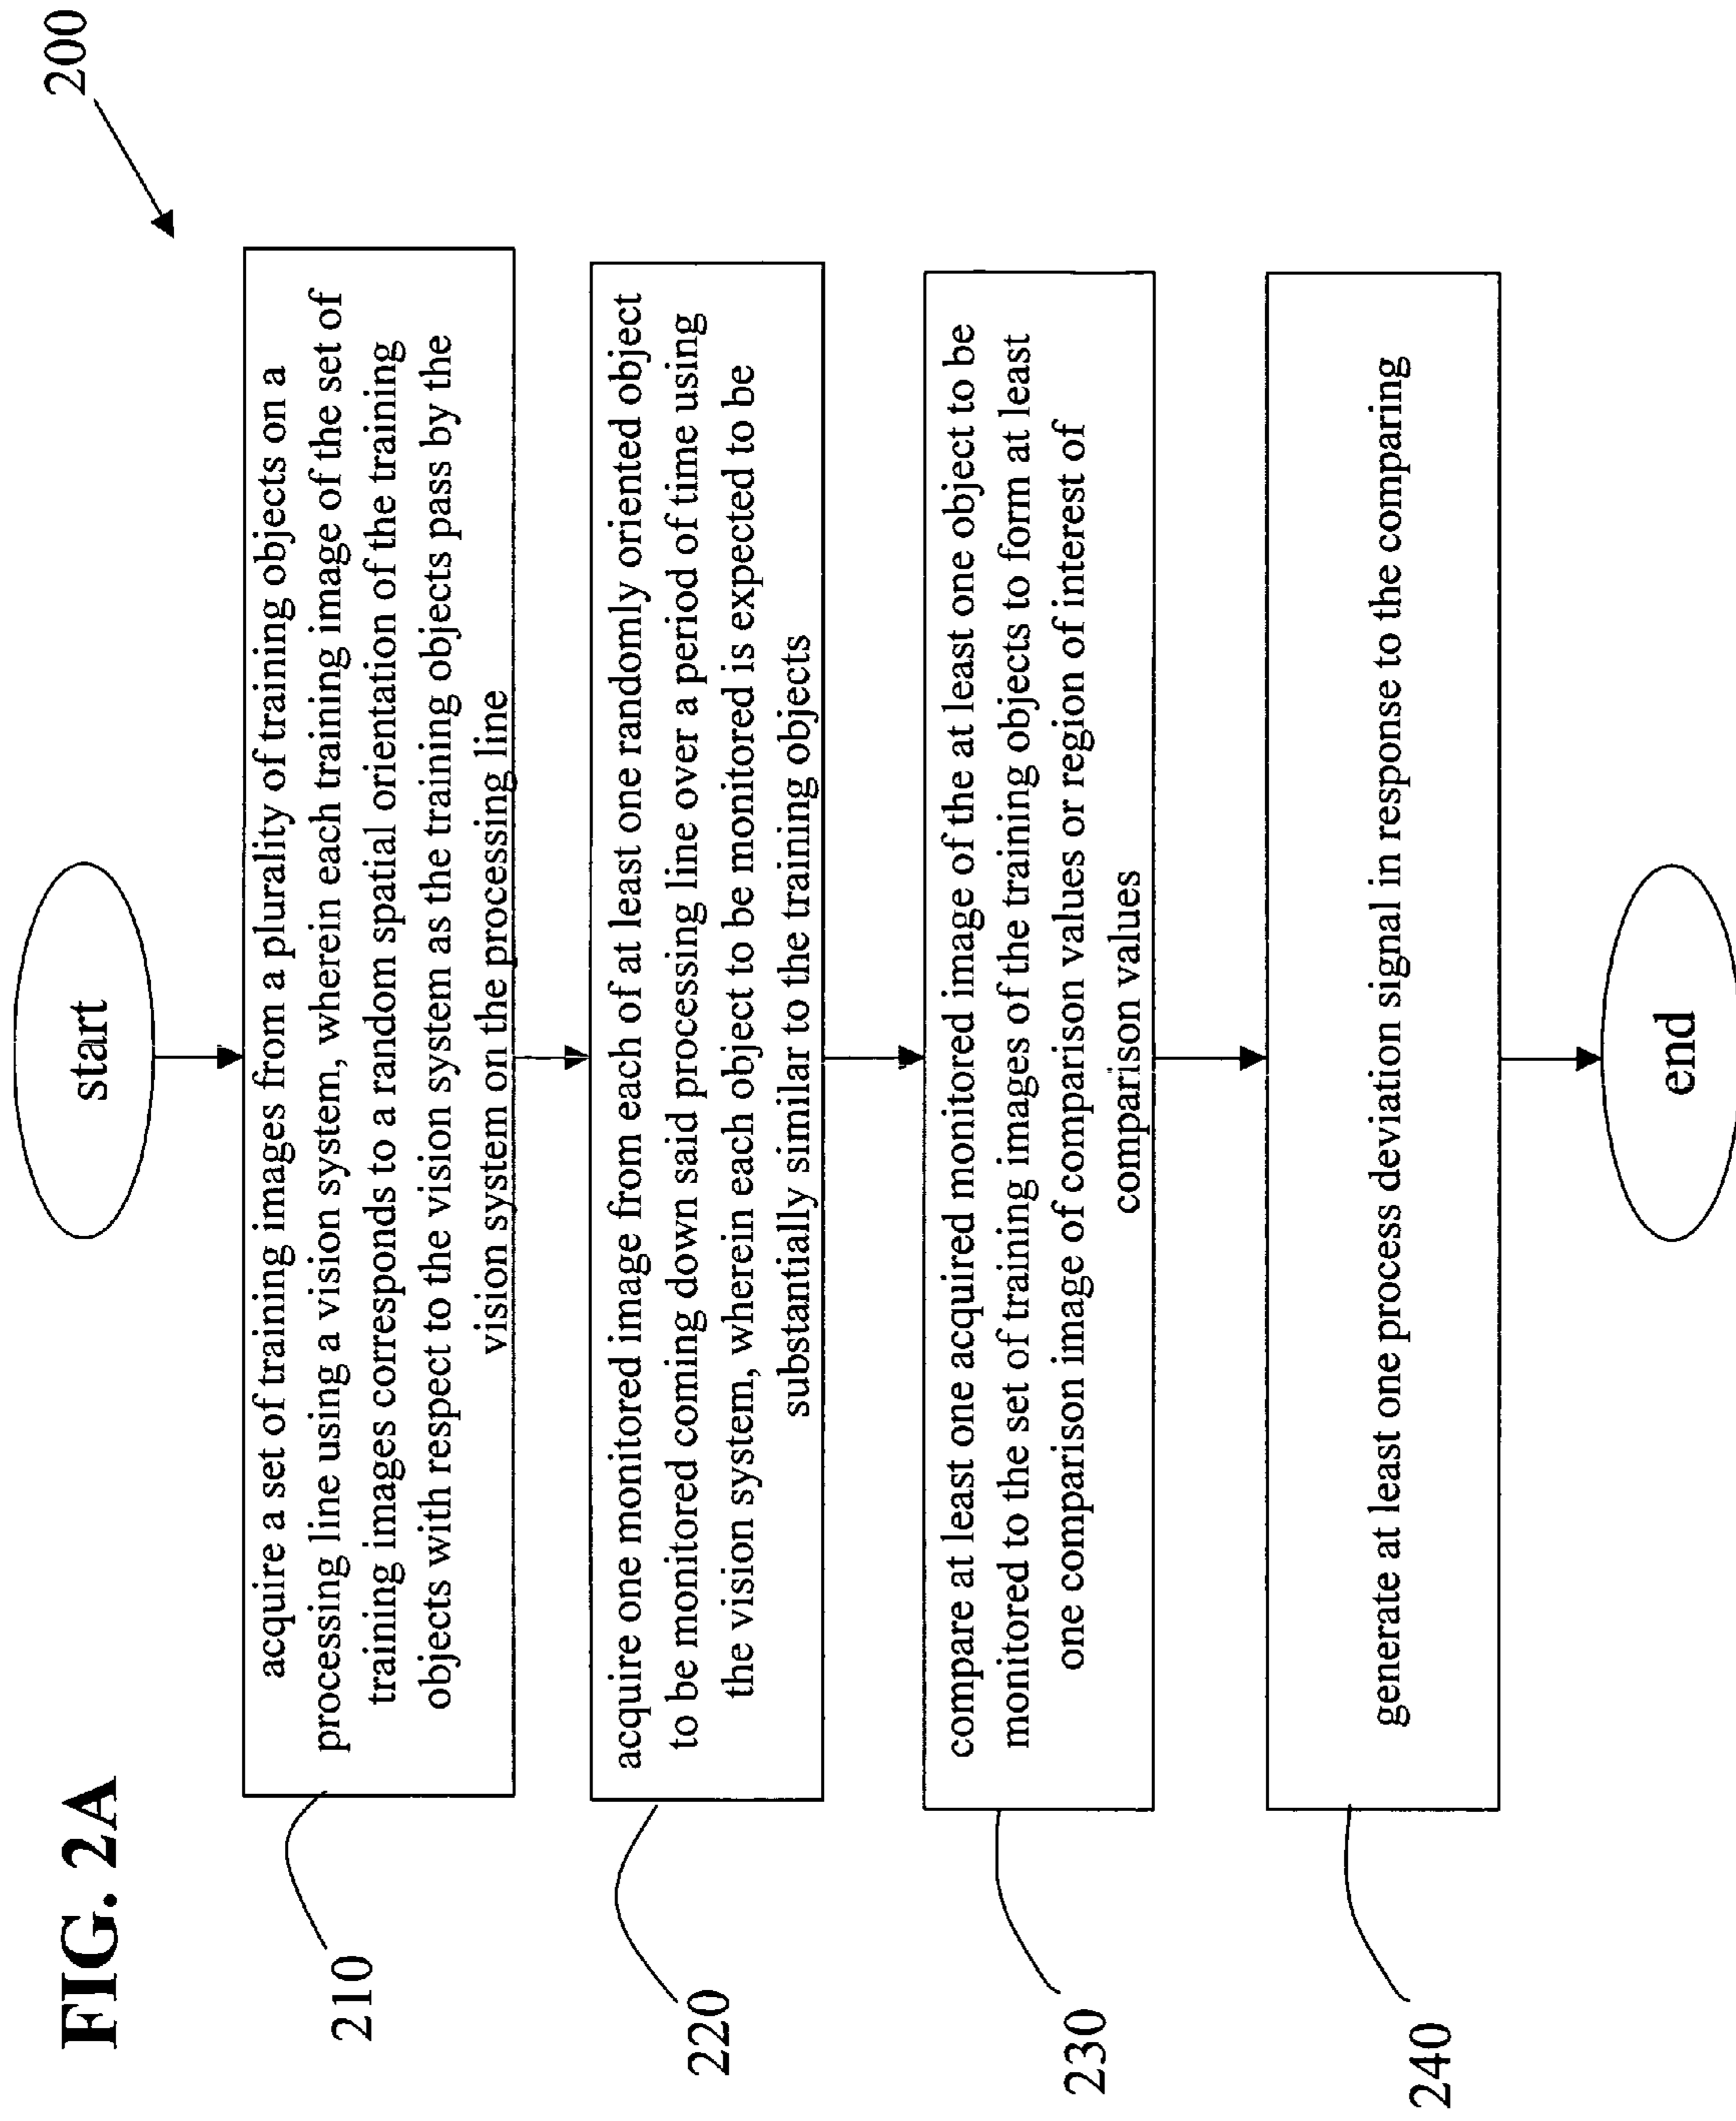 FIG. 2A
200
start
210
acquire a set of training images from a plurality of training objects on a
processing line using a vision system, wherein each training image of the set of
training images corresponds to a random spatial orientation of the training
objects with respect to the vision system as the training objects pass by the
vision system on the processing line
220
acquire one monitored image from each of at least one randomly oriented object
to be monitored coming down said processing line over a period of time using
the vision system, wherein each object to be monitored is expected to be
substantially similar to the training objects
230
compare at least one acquired monitored image of the at least one object to be
monitored to the set of training images of the training objects to form at least
one comparison image of comparison values or region of interest of
comparison values
240
generate at least one process deviation signal in response to the comparing
end